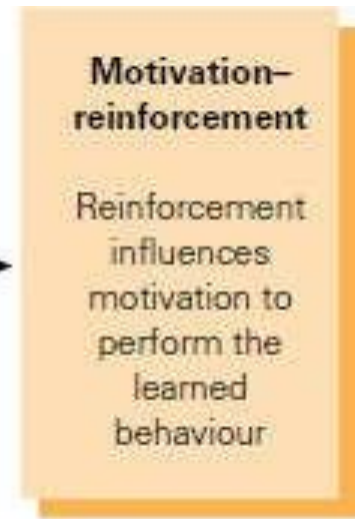 Motivation–
reinforcement
Reinforcement
influences
motivation to
perform the
learned
behaviour